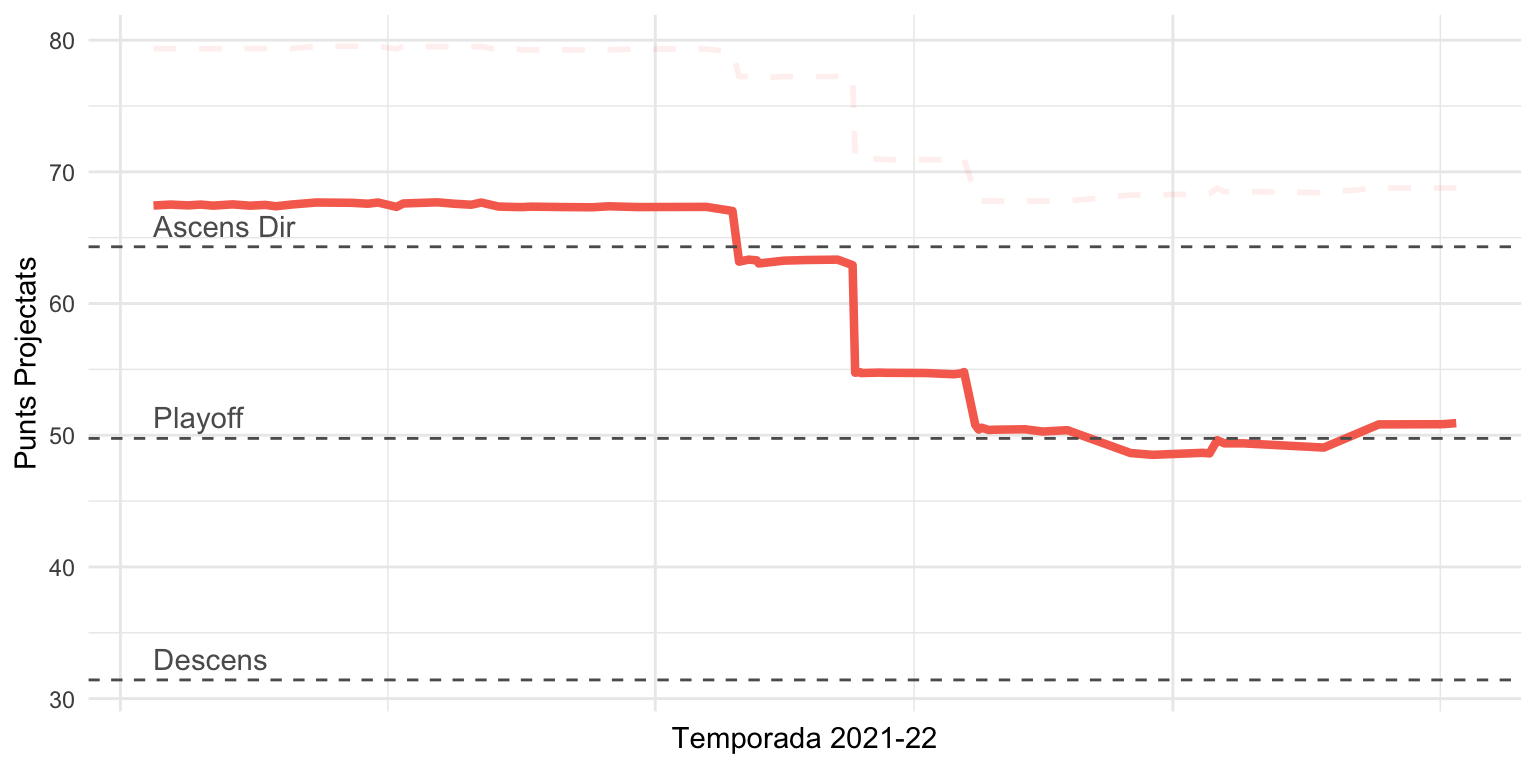 80
70
Ascens Dir
60
Punts Projectats
Playoff
50
40
Descens
30
Temporada 2021-22